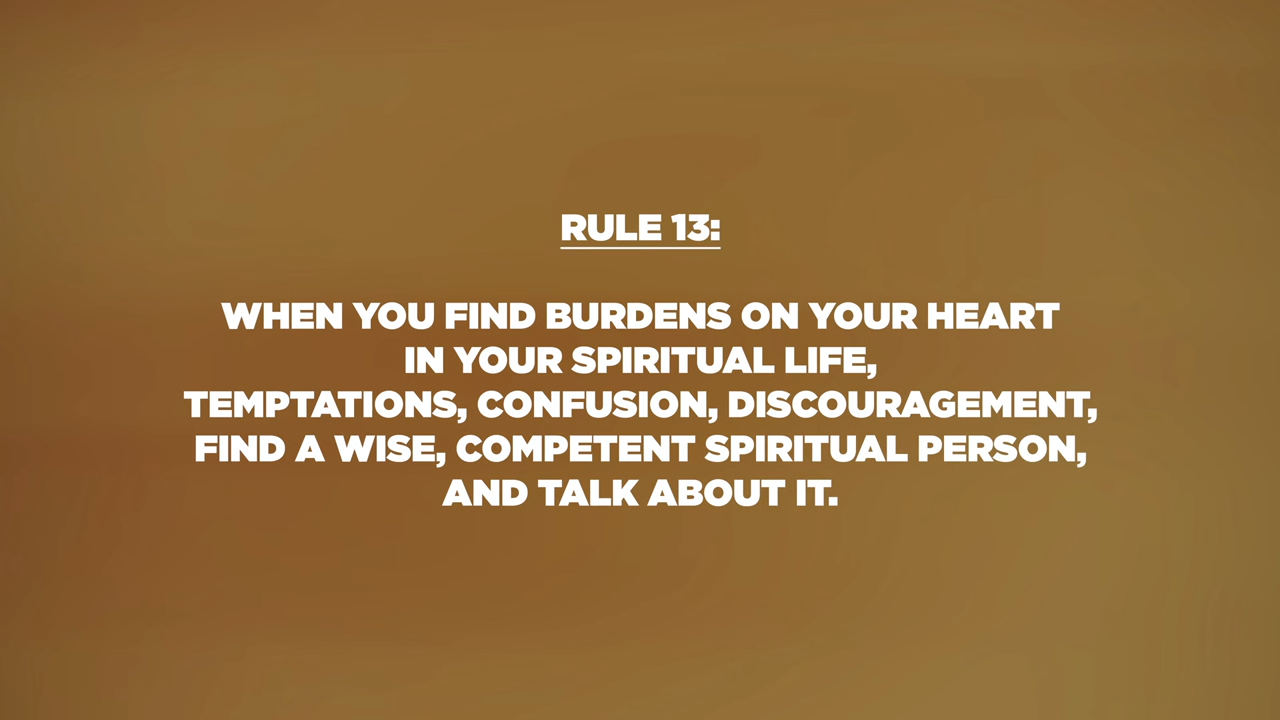 RULE 13:
WHEN YOU FIND BURDENS ON YOUR HEART
IN YOUR SPIRITUAL LIFE,
TEMPTATIONS, CONFUSION, DISCOURAGEMENT,
FIND A WISE, COMPETENT SPIRITUAL PERSON,
AND TALK ABOUT IT.